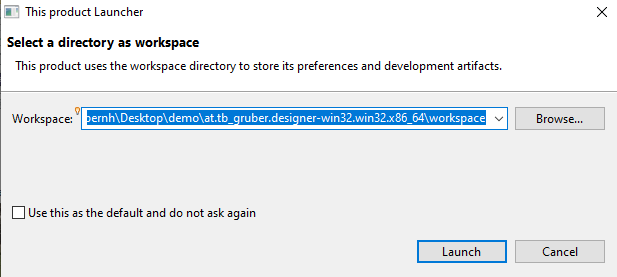 This product Launcher
Select a directory as workspace
This product uses the workspace directory to store its preferences and development artifacts.
Workspace: bernh\Desktop\demo\at.tb_gruber.designer-win32.win32.x86_64\workspace Browse...
Use this as the default and do not ask again
Launch Cancel